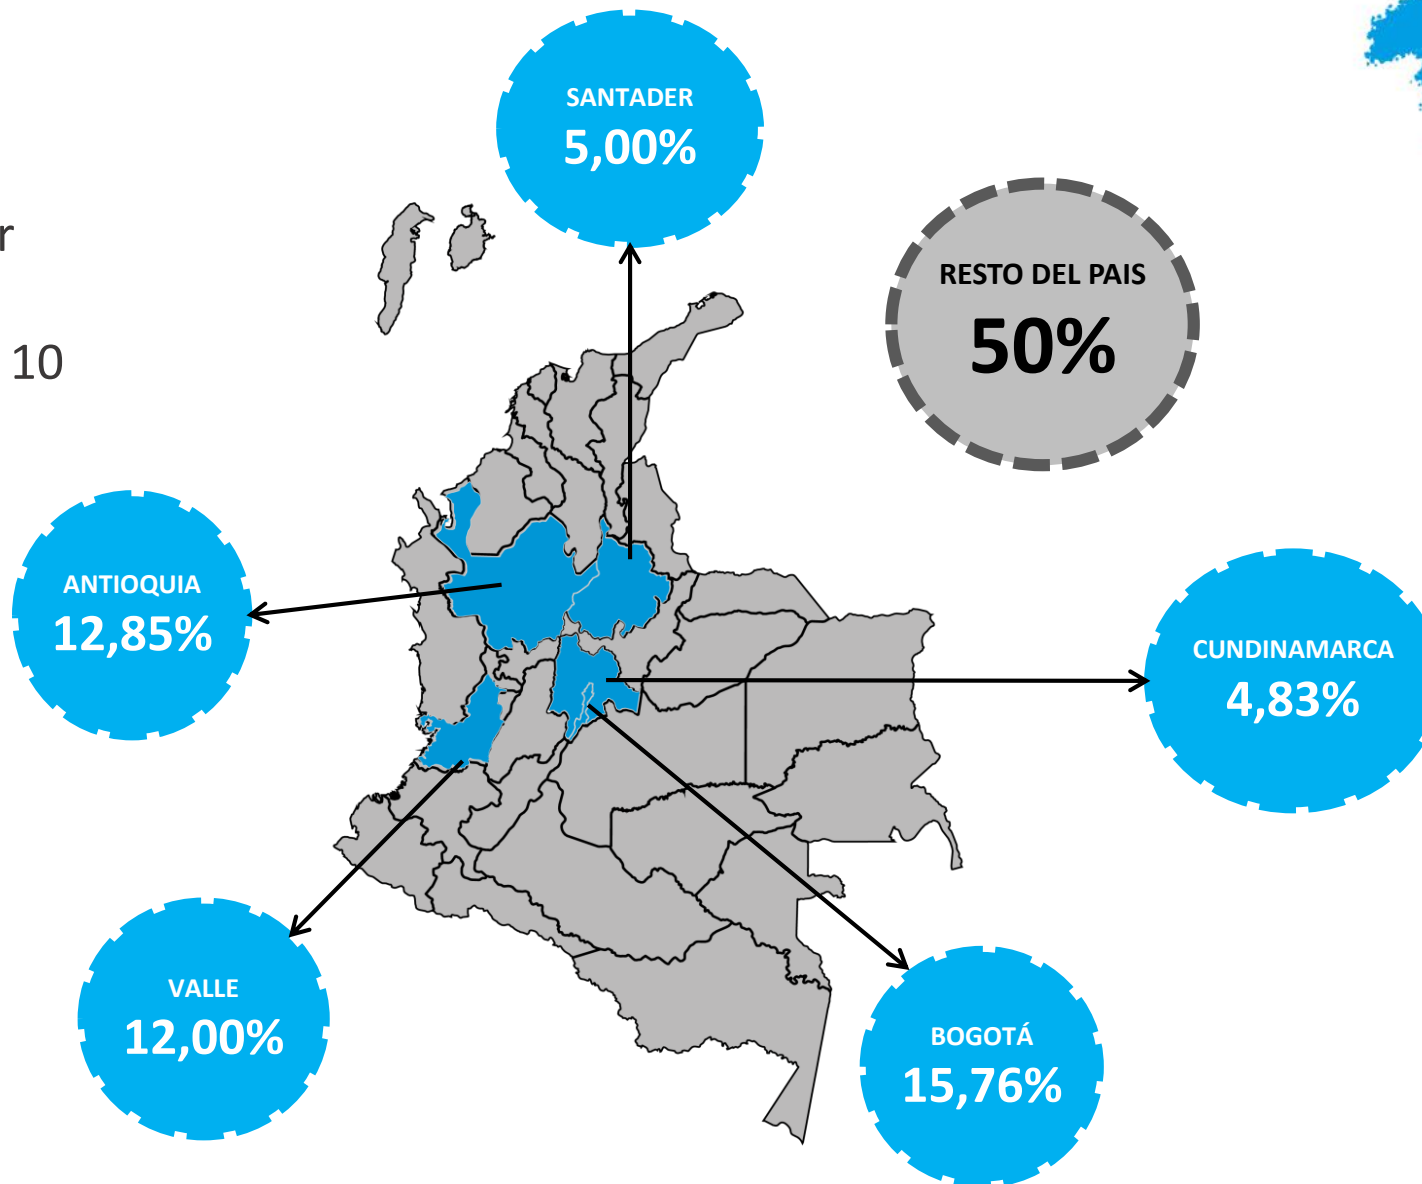 SANTADER
5,00%
r
10
RESTO DEL PAIS
50%
ANTIOQUIA
12,85%
CUNDINAMARCA
4,83%
VALLE
12,00%
BOGOTÁ
15,76%